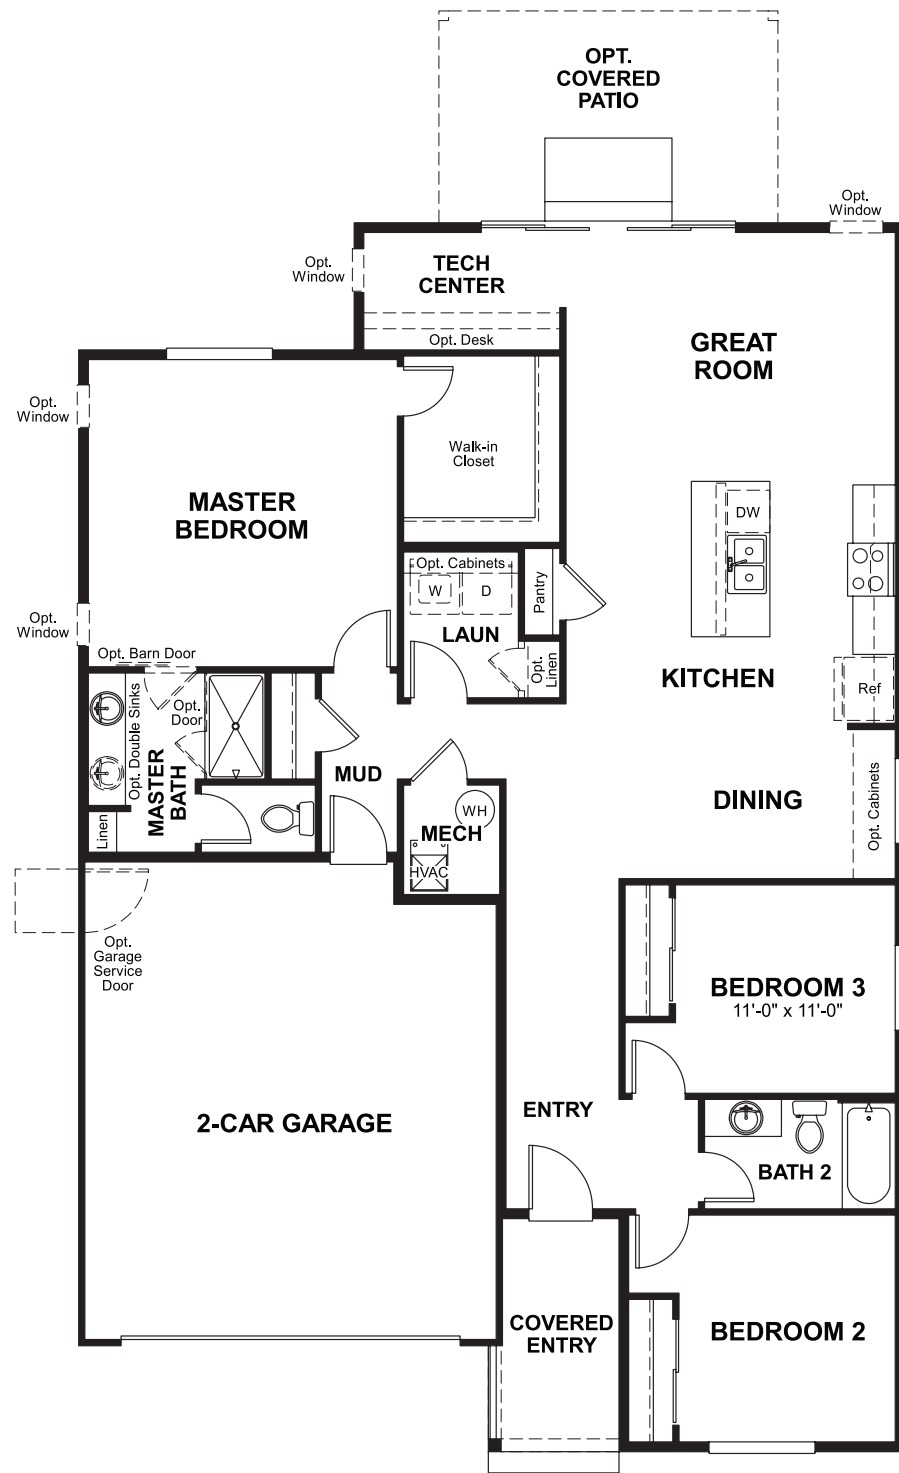 OPT.
COVERED
PATIO
Opt.
Window
Opt.
Window
TECH
CENTER
Opt. Desk
GREAT
ROOM
Opt.
Window
Walk-in
Closet
MASTER
BEDROOM
DW
Opt. Cabinets
W
D
Pantry
LAUN
Opt.
Linen
Opt.
Window
Opt. Barn Door
KITCHEN
Ref
Opt. Double Sinks
Opt.
Door
MASTER
BATH
Linen
MUD
WH
MECH
HVAC
DINING
Opt. Cabinets
Opt.
Garage
Service
Door
BEDROOM 3
11'-0" x 11'-0"
2-CAR GARAGE
ENTRY
BATH 2
COVERED
ENTRY
BEDROOM 2